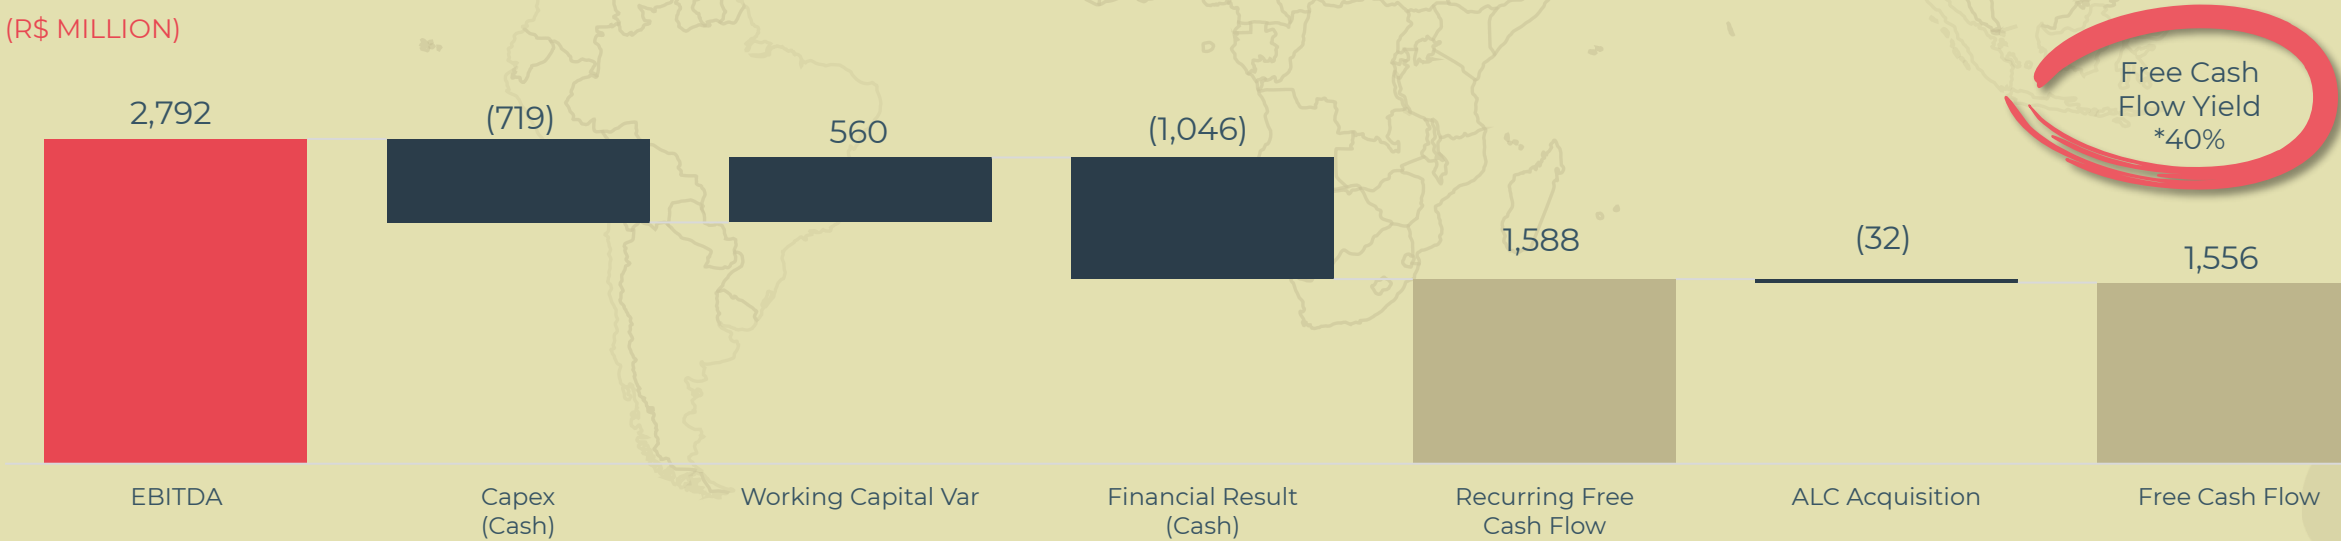 (R$ MILLION)
Free Cash
Flow Yield
*40%
2,792
(719)
560
(1,046)
1,588
(32)
1,556
EBITDA
Capex
(Cash)
Working Capital Var
Financial Result
(Cash)
Recurring Free
Cash Flow
ALC Acquisition
Free Cash Flow